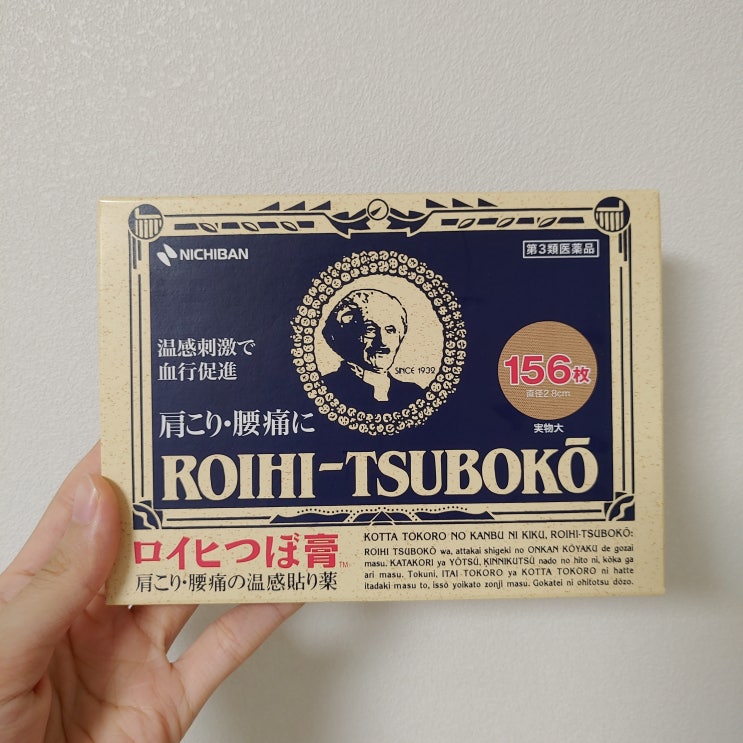 NICHIBAN
第3類医薬品
温感刺激で
血行促進
SINCE 1932
156枚
直径2.8cm
実物大
肩こり・腰痛に
ROIHI-TSUBOKŌ
ロイヒつぼ膏™
肩こり・腰痛の温感貼り薬
KOTTA TOKORO NO KANBU NI KIKU, ROIHI-TSUBOKŌ:
ROIHI TSUBOKŌ wa, attakai shigeki no ONKAN KŌYAKU de gozai
masu. KATAKORI ya YŌTSŪ, KINNIKUTSŪ nado no hito ni, kōka ga
ari masu. Tokuni, ITAI TOKORO ya KOTTA TOKORO ni hatte
itadaki masu to, issō yoikato zonji masu. Gokatei ni ohitotsu dōzo.